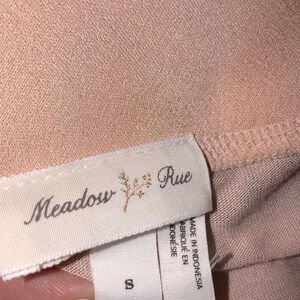 Meadow Rue
S
MADE IN INDONESIA
FABRIQUÉ EN
INDONÉSIE